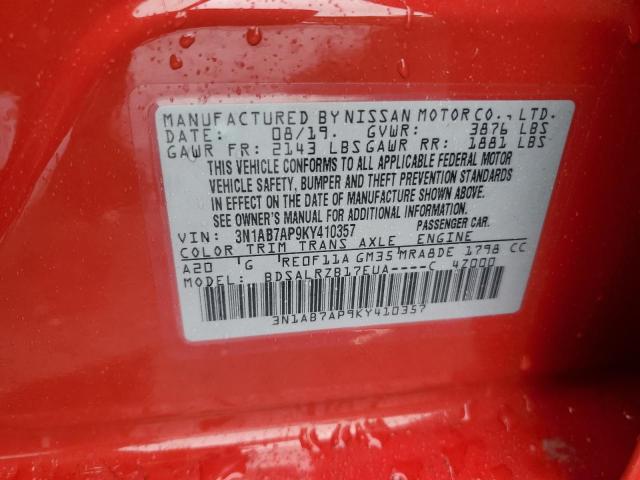 MANUFACTURED BY NISSAN MOTOR CO., LTD.
DATE: 08/19. GVWR: 3876 LBS
GAWR FR: 2143 LBS GAWR RR: 1881 LBS
THIS VEHICLE CONFORMS TO ALL APPLICABLE FEDERAL MOTOR
VEHICLE SAFETY, BUMPER AND THEFT PREVENTION STANDARDS
IN EFFECT ON THE DATE OF MANUFACTURE SHOWN ABOVE.
SEE OWNER'S MANUAL FOR ADDITIONAL INFORMATION.
VIN: 3N1AB7AP9KY410357 PASSENGER CAR.
COLOR TRIM TRANS AXLE ENGINE
A20 G RE0F11A GM35 MRA8DE 1798 CC
MODEL: BDSALRZB17EUA----C 4Z000
3N1AB7AP9KY410357